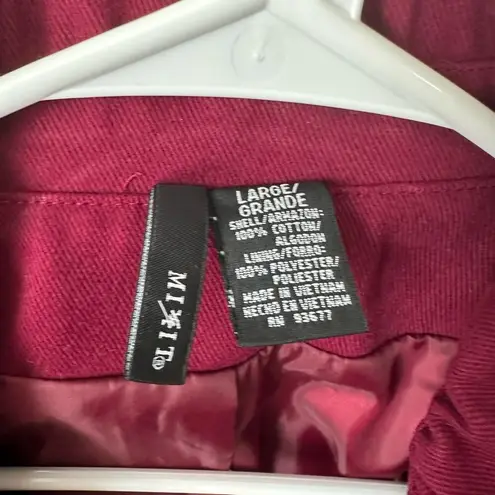 MIXIT®
LARGE/
GRANDE
SHELL/ARMAZON:
100% COTTON/
ALGODON
LINING/FORRO:
100% POLYESTER/
POLIESTER
MADE IN VIETNAM
HECHO EN VIETNAM
RN 93677